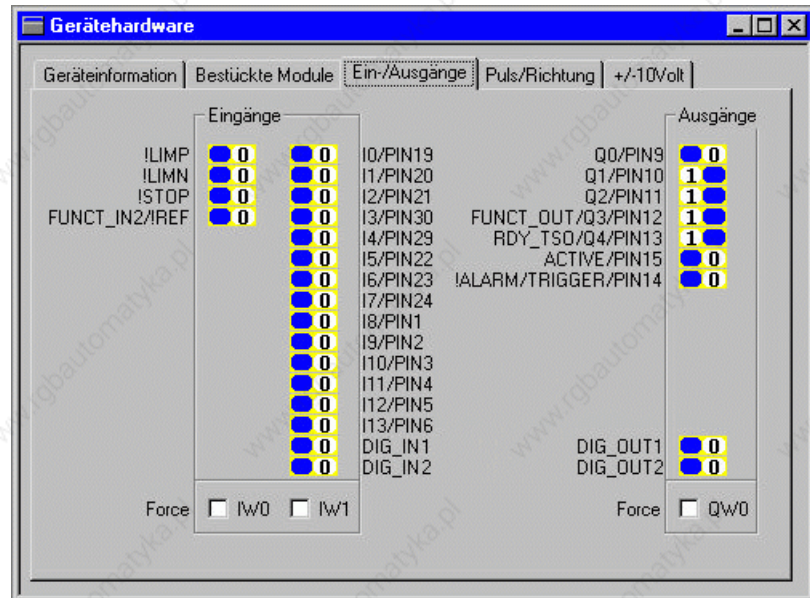 Gerätehardware
Geräteinformation Bestückte Module Ein-/Ausgänge Puls/Richtung +/-10Volt
Eingänge Ausgänge
!LIMP 0 0 I0/PIN19 Q0/PIN9 0
!LIMN 0 0 I1/PIN20 Q1/PIN10 1
!STOP 0 0 I2/PIN21 Q2/PIN11 1
FUNCT_IN2/!REF 0 0 I3/PIN30 FUNCT_OUT/Q3/PIN12 1
0 I4/PIN29 RDY_TSO/Q4/PIN13 1
0 I5/PIN22 ACTIVE/PIN15 0
0 I6/PIN23 !ALARM/TRIGGER/PIN14 0
0 I7/PIN24
0 I8/PIN1
0 I9/PIN2
0 I10/PIN3
0 I11/PIN4
0 I12/PIN5
0 I13/PIN6
0 DIG_IN1 DIG_OUT1 0
0 DIG_IN2 DIG_OUT2 0
Force IW0 IW1 Force QW0
www.rgbautomatyka.pl